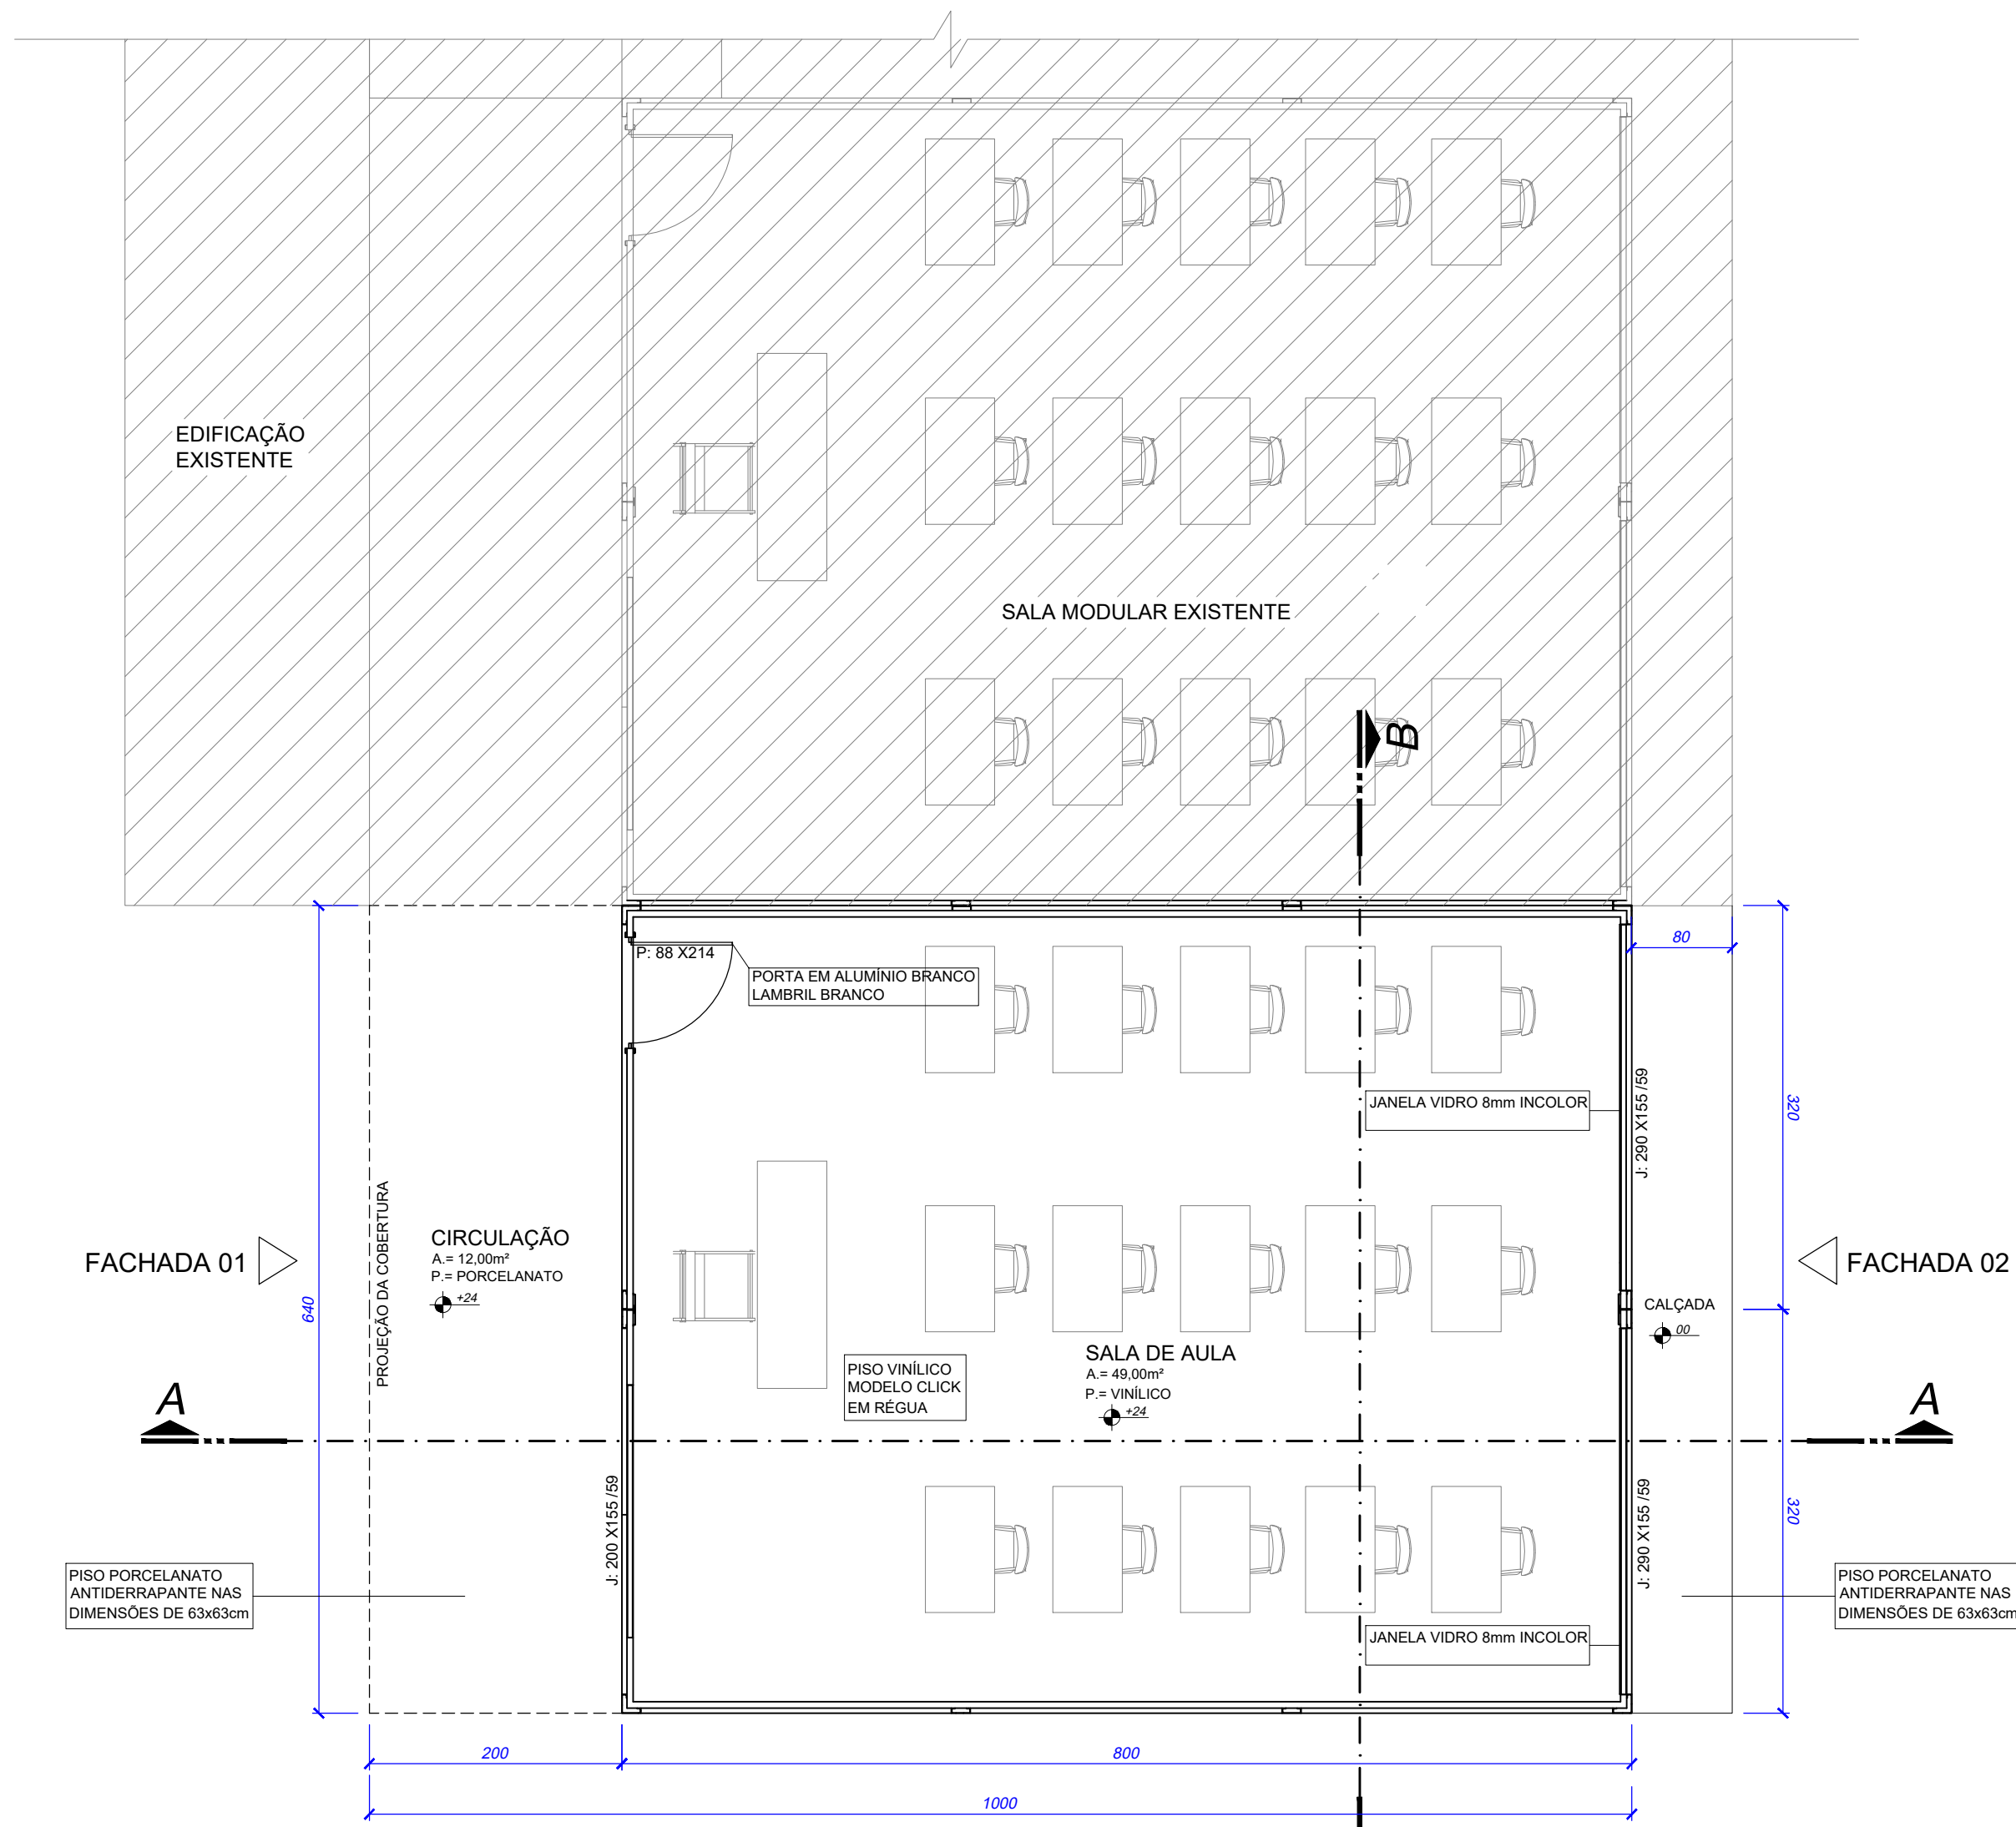 EDIFICAÇÃO
EXISTENTE
SALA MODULAR EXISTENTE
B
80
P: 88 X214
PORTA EM ALUMÍNIO BRANCO
LAMBRIL BRANCO
JANELA VIDRO 8mm INCOLOR
J: 290 X155 /59
320
PROJEÇÃO DA COBERTURA
CIRCULAÇÃO
A.= 12,00m²
P.= PORCELANATO
+24
FACHADA 01
640
FACHADA 02
CALÇADA
00
SALA DE AULA
A.= 49,00m²
P.= VINÍLICO
+24
PISO VINÍLICO
MODELO CLICK
EM RÉGUA
A
A
J: 200 X155 /59
J: 290 X155 /59
320
PISO PORCELANATO
ANTIDERRAPANTE NAS
DIMENSÕES DE 63x63cm
PISO PORCELANATO
ANTIDERRAPANTE NAS
DIMENSÕES DE 63x63cm
JANELA VIDRO 8mm INCOLOR
200
800
1000